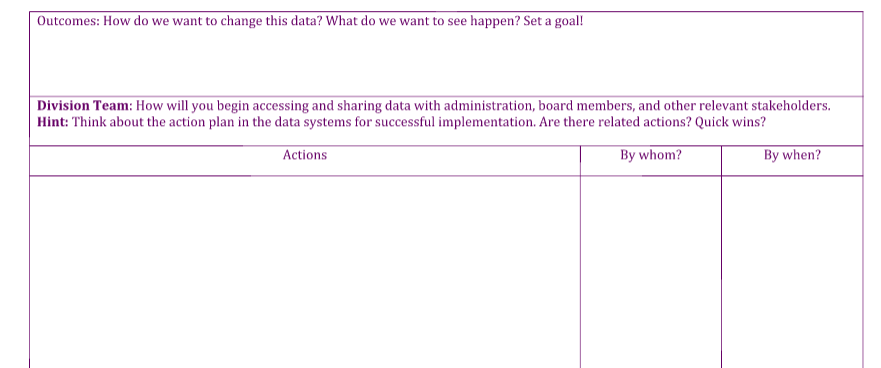 Outcomes: How do we want to change this data? What do we want to see happen? Set a goal!
Division Team: How will you begin accessing and sharing data with administration, board members, and other relevant stakeholders.
Hint: Think about the action plan in the data systems for successful implementation. Are there related actions? Quick wins?
Actions By whom? By when?